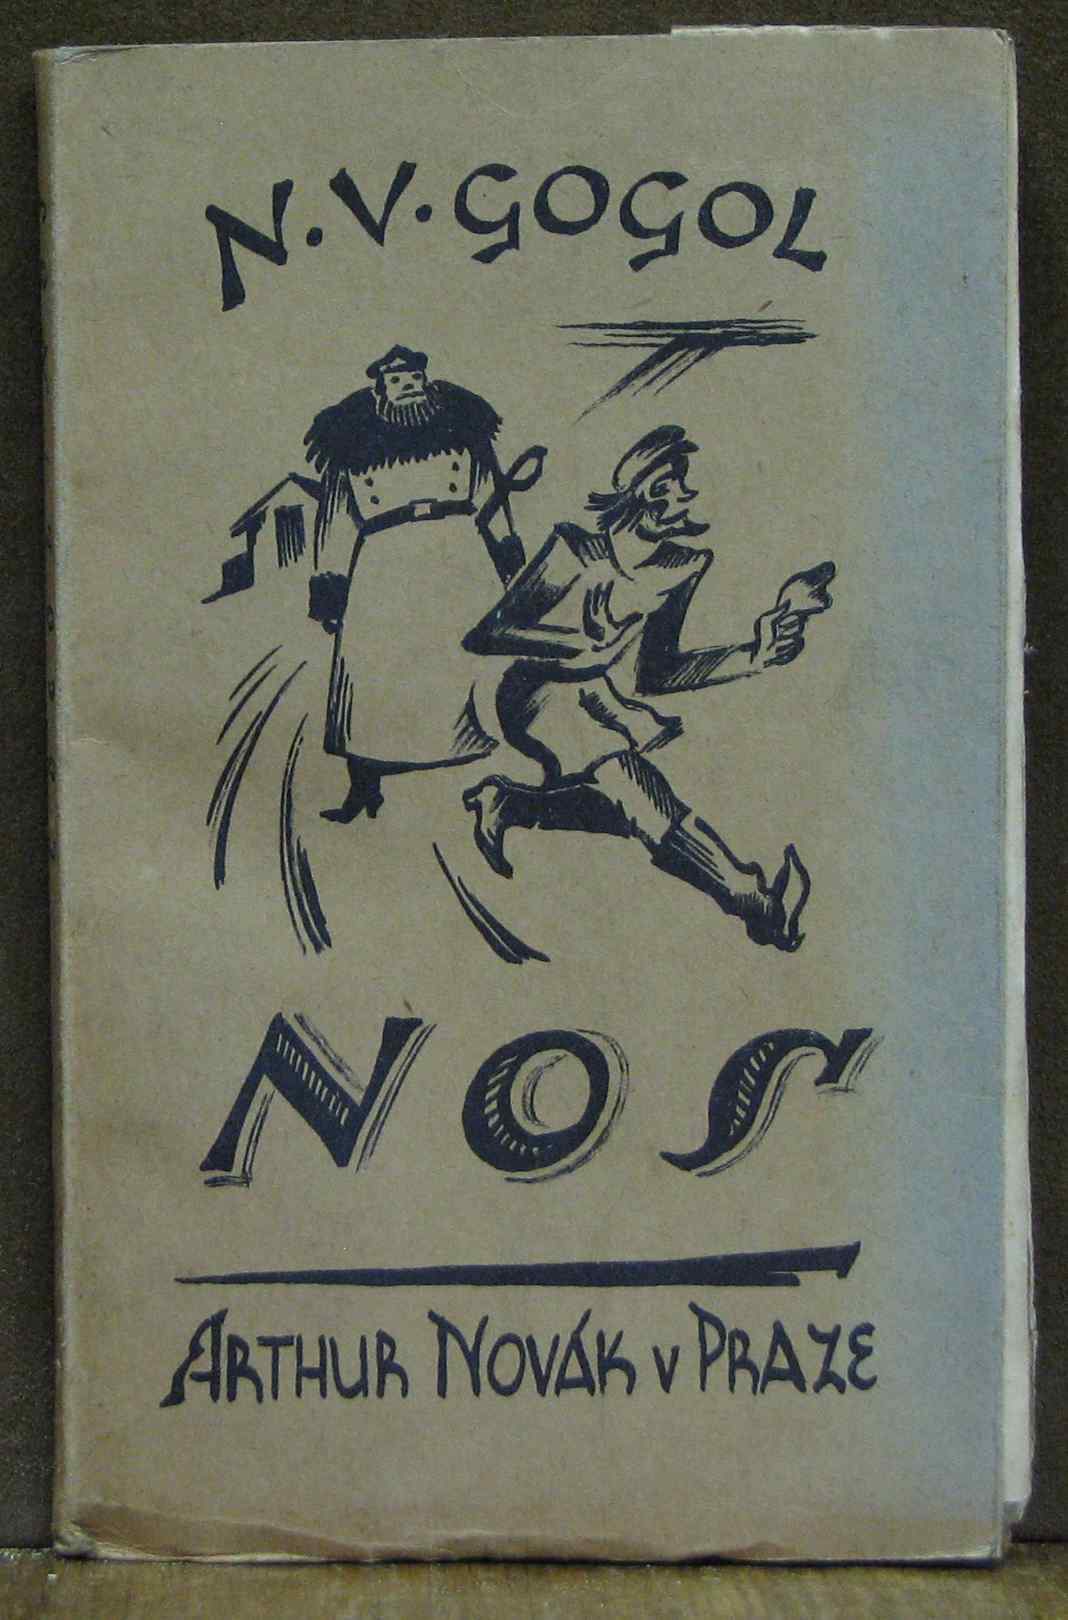 N. V. GOGOL
NOS
ARTHUR NOVÁK V PRAZE